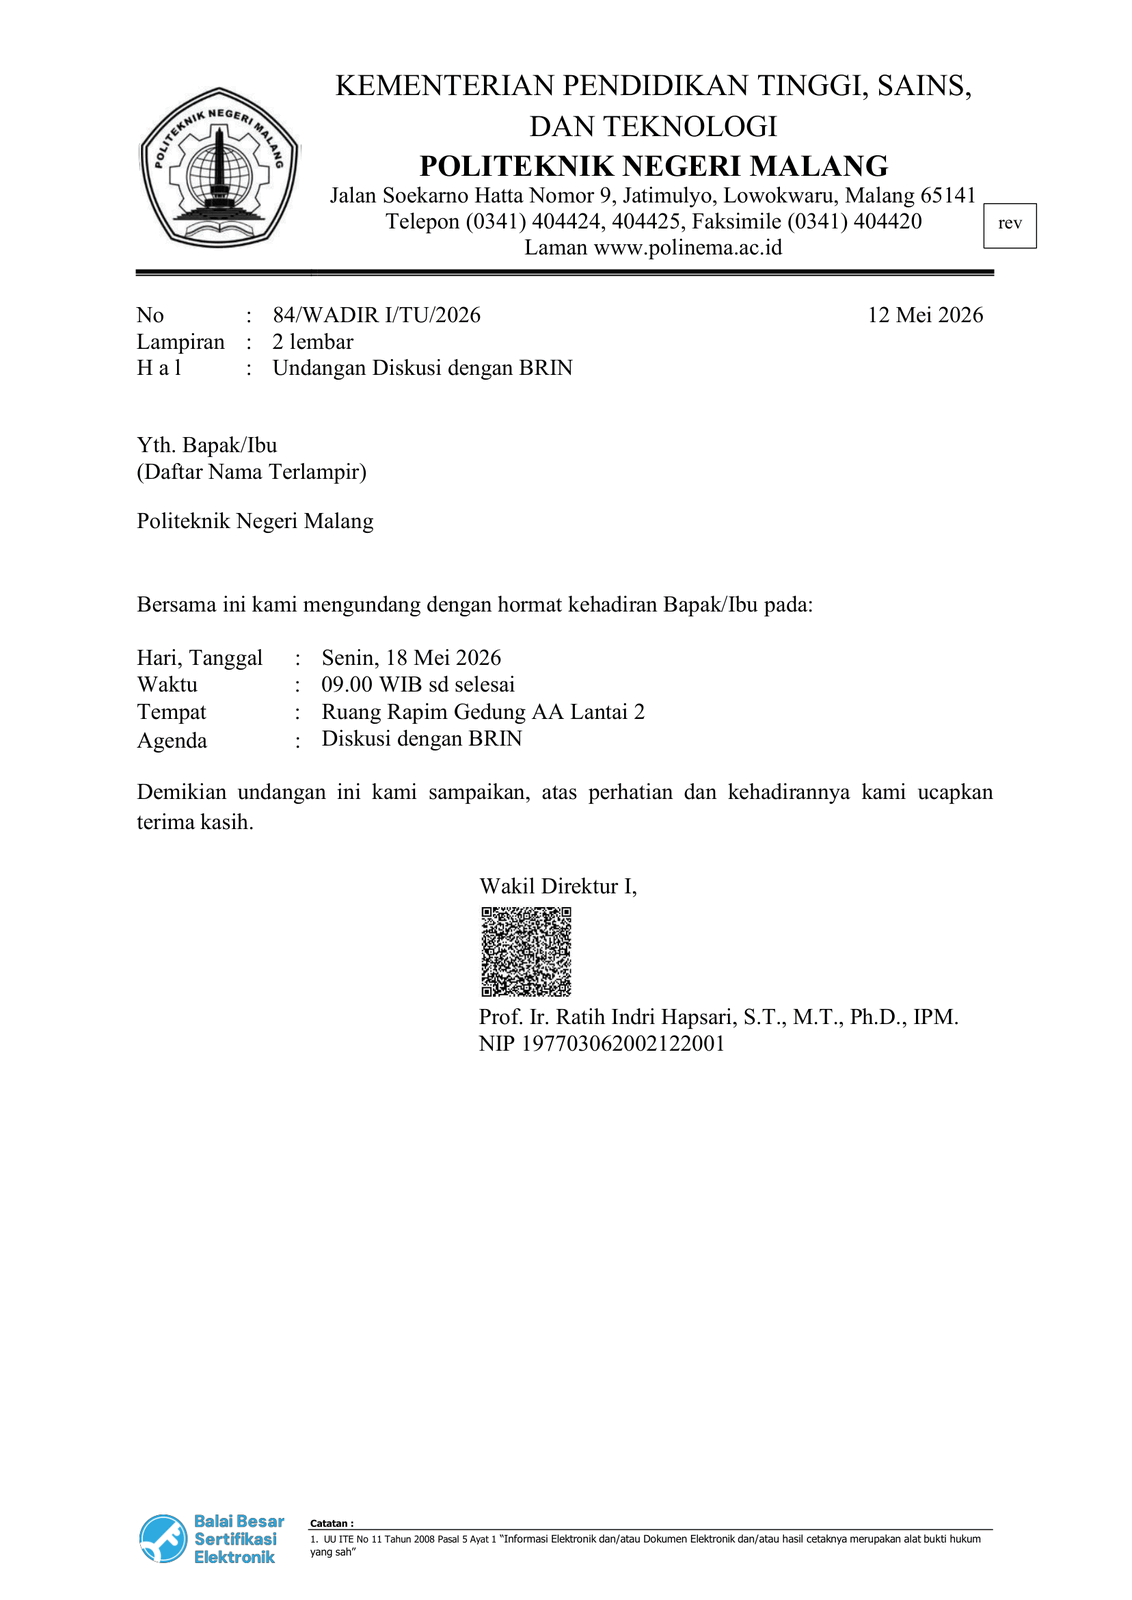 POLITEKNIK NEGERI MALANG
KEMENTERIAN PENDIDIKAN TINGGI, SAINS,
DAN TEKNOLOGI
POLITEKNIK NEGERI MALANG
Jalan Soekarno Hatta Nomor 9, Jatimulyo, Lowokwaru, Malang 65141
Telepon (0341) 404424, 404425, Faksimile (0341) 404420
Laman www.polinema.ac.id
rev
No : 84/WADIR I/TU/2026 12 Mei 2026
Lampiran : 2 lembar
H a l : Undangan Diskusi dengan BRIN
Yth. Bapak/Ibu
(Daftar Nama Terlampir)
Politeknik Negeri Malang
Bersama ini kami mengundang dengan hormat kehadiran Bapak/Ibu pada:
Hari, Tanggal : Senin, 18 Mei 2026
Waktu : 09.00 WIB sd selesai
Tempat : Ruang Rapim Gedung AA Lantai 2
Agenda : Diskusi dengan BRIN
Demikian undangan ini kami sampaikan, atas perhatian dan kehadirannya kami ucapkan
terima kasih.
Wakil Direktur I,
Prof. Ir. Ratih Indri Hapsari, S.T., M.T., Ph.D., IPM.
NIP 197703062002122001
Balai Besar
Sertifikasi
Elektronik
Catatan :
1. UU ITE No 11 Tahun 2008 Pasal 5 Ayat 1 "Informasi Elektronik dan/atau Dokumen Elektronik dan/atau hasil cetaknya merupakan alat bukti hukum
yang sah"